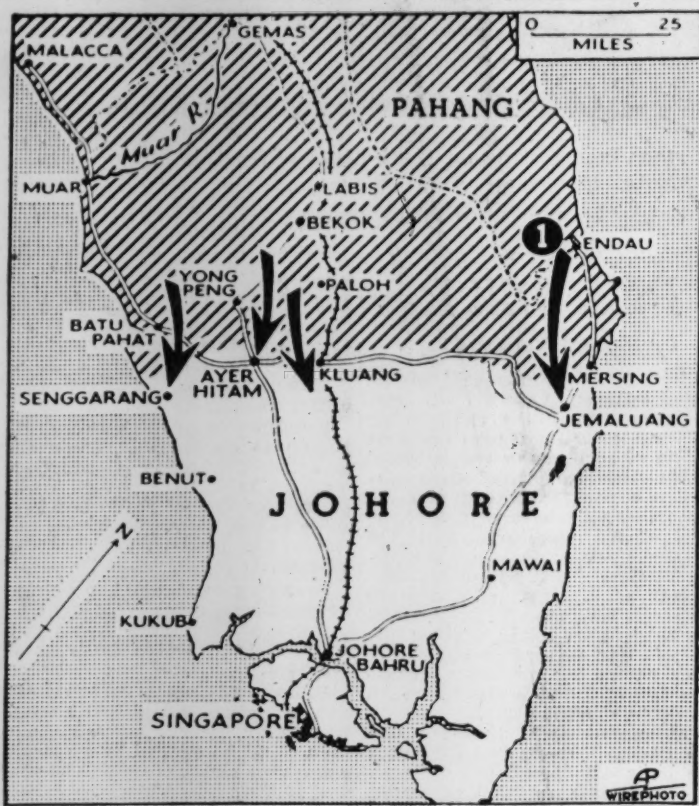 0 25
MILES
GEMAS
MALACCA
PAHANG
Muar R.
MUAR
LABIS
BEKOK
1
ENDAU
YONG
PENG
PALOH
BATU
PAHAT
AYER
HITAM
KLUANG
MERSING
SENGGARANG
JEMALUANG
BENUT
JOHORE
MAWAI
N
KUKUB
JOHORE
BAHRU
SINGAPORE
AP
WIREPHOTO